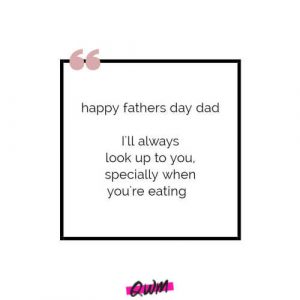 happy fathers day dad
I'll always
look up to you,
specially when
you're eating
QWM